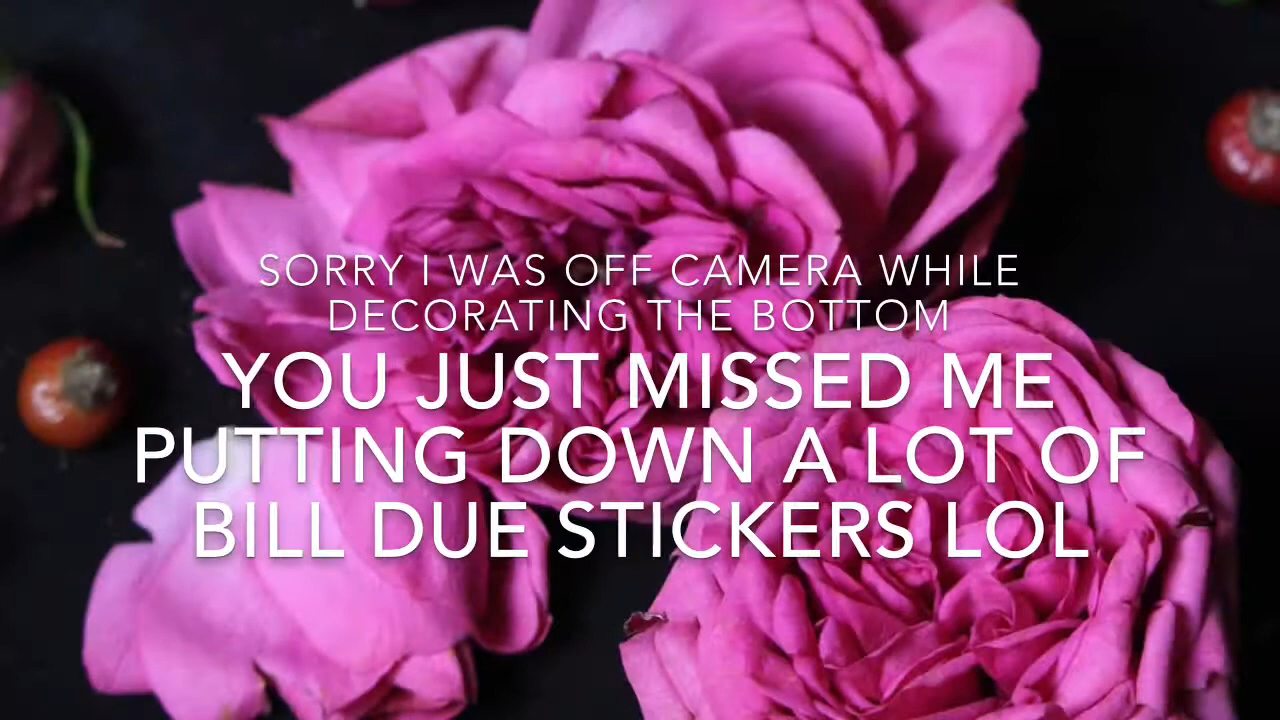 SORRY I WAS OFF CAMERA WHILE
DECORATING THE BOTTOM
YOU JUST MISSED ME
PUTTING DOWN A LOT OF
BILL DUE STICKERS LOL